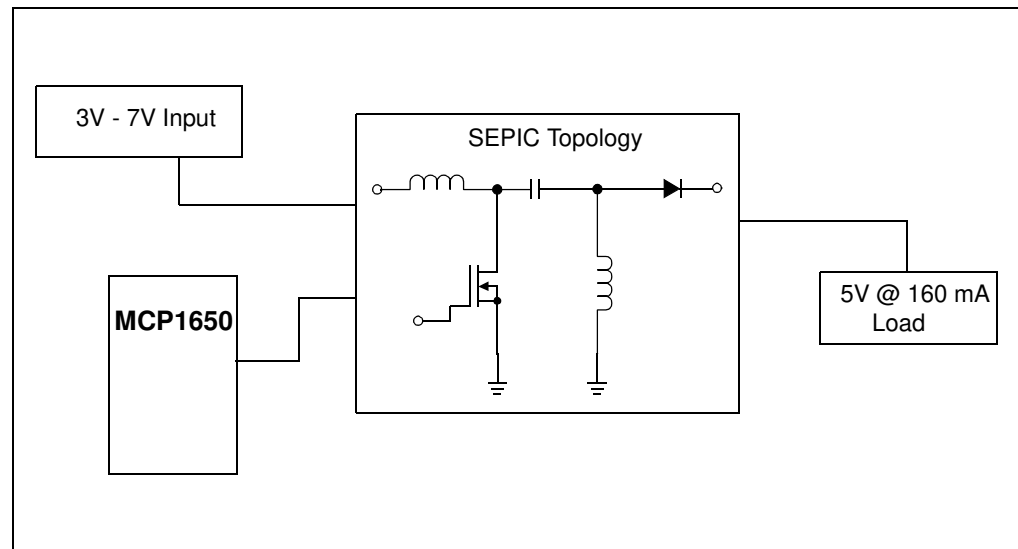 3V - 7V Input
SEPIC Topology
MCP1650
5V @ 160 mA
Load